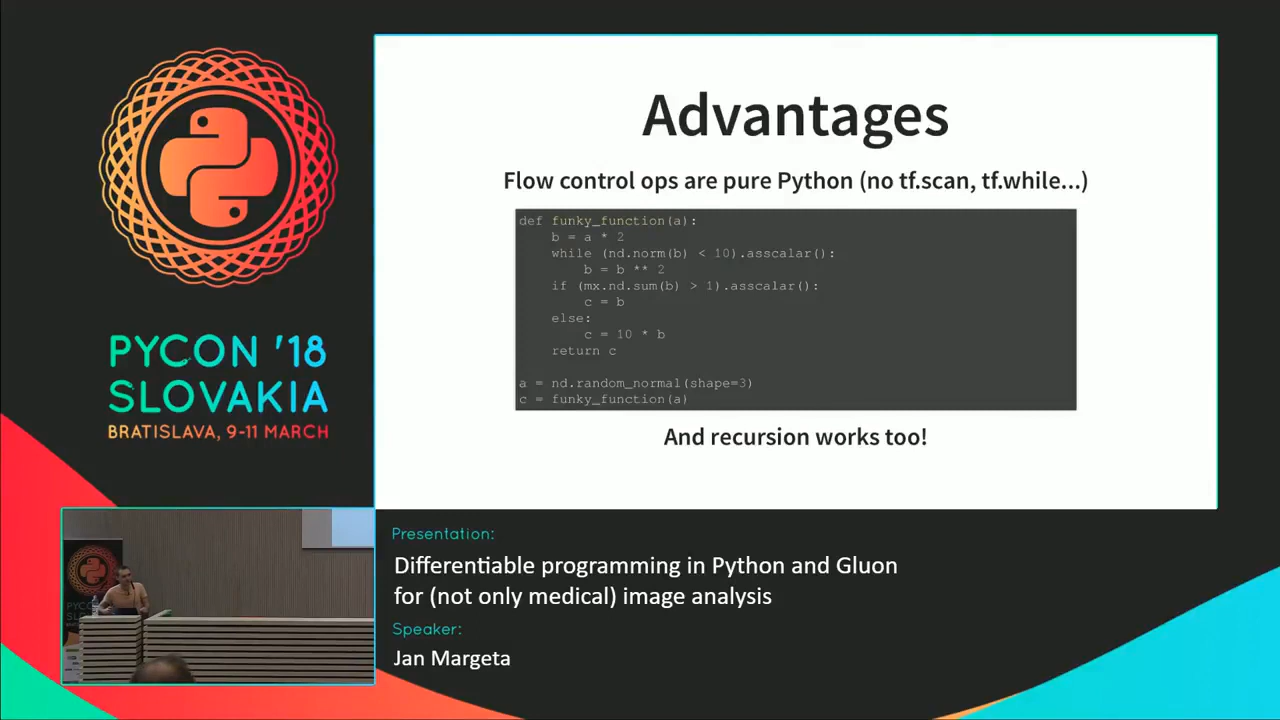 Advantages
Flow control ops are pure Python (no tf.scan, tf.while...)
def funky_function(a):
    b = a * 2
    while (nd.norm(b) < 10).asscalar():
        b = b ** 2
    if (mx.nd.sum(b) > 1).asscalar():
        c = b
    else:
        c = 10 * b
    return c
a = nd.random_normal(shape=3)
c = funky_function(a)
And recursion works too!
PYCON '18
SLOVAKIA
BRATISLAVA, 9-11 MARCH
Presentation:
Differentiable programming in Python and Gluon
for (not only medical) image analysis
Speaker:
Jan Margeta